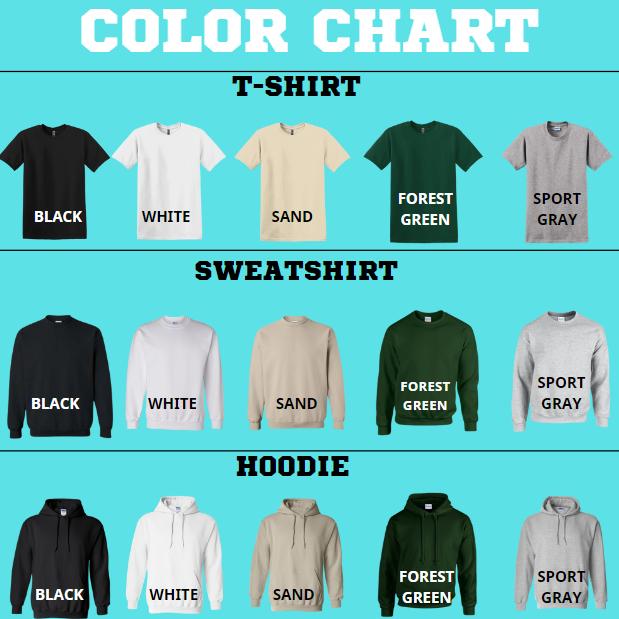 COLOR CHART
T-SHIRT
BLACK
WHITE
SAND
FOREST
GREEN
SPORT
GRAY
SWEATSHIRT
BLACK
WHITE
SAND
FOREST
GREEN
SPORT
GRAY
HOODIE
BLACK
WHITE
SAND
FOREST
GREEN
SPORT
GRAY